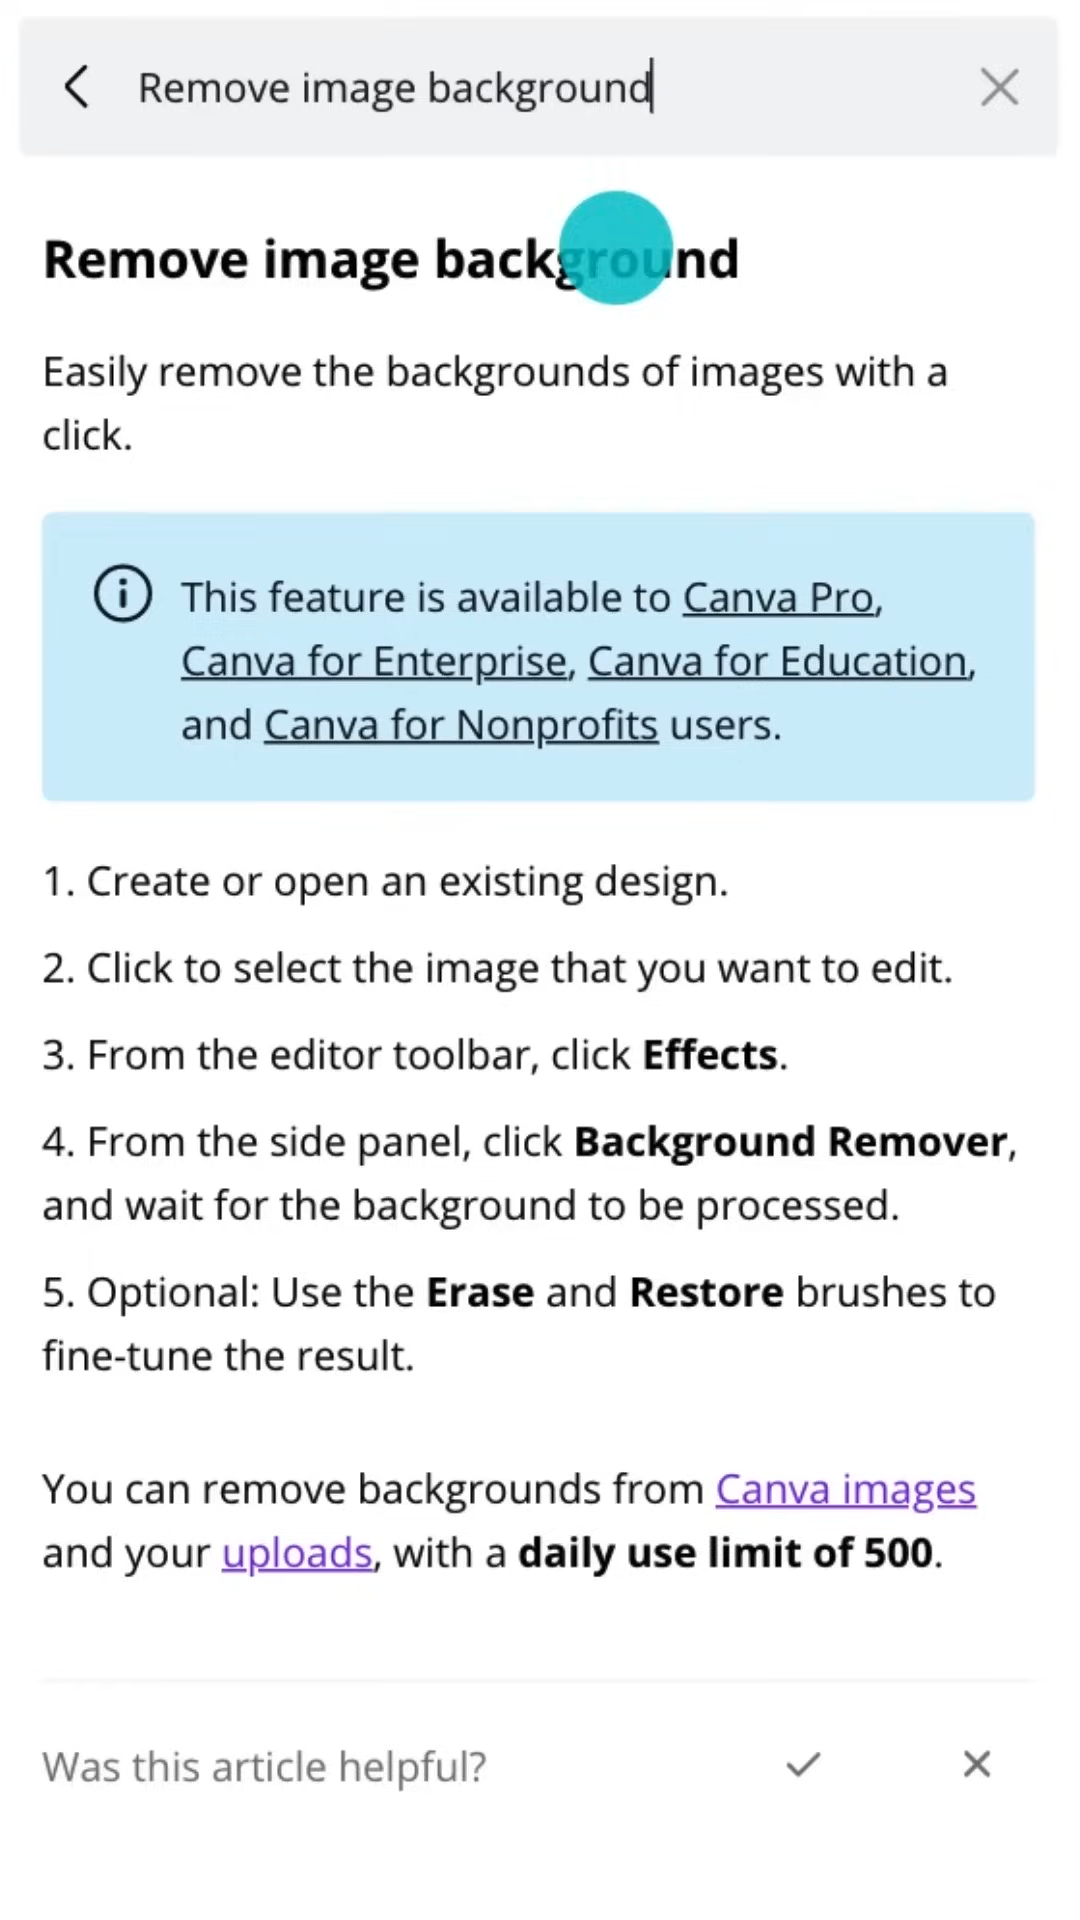 Remove image background
Remove image background
Easily remove the backgrounds of images with a
click.
This feature is available to Canva Pro,
Canva for Enterprise, Canva for Education,
and Canva for Nonprofits users.
1. Create or open an existing design.
2. Click to select the image that you want to edit.
3. From the editor toolbar, click Effects.
4. From the side panel, click Background Remover,
and wait for the background to be processed.
5. Optional: Use the Erase and Restore brushes to
fine-tune the result.
You can remove backgrounds from Canva images
and your uploads, with a daily use limit of 500.
Was this article helpful?